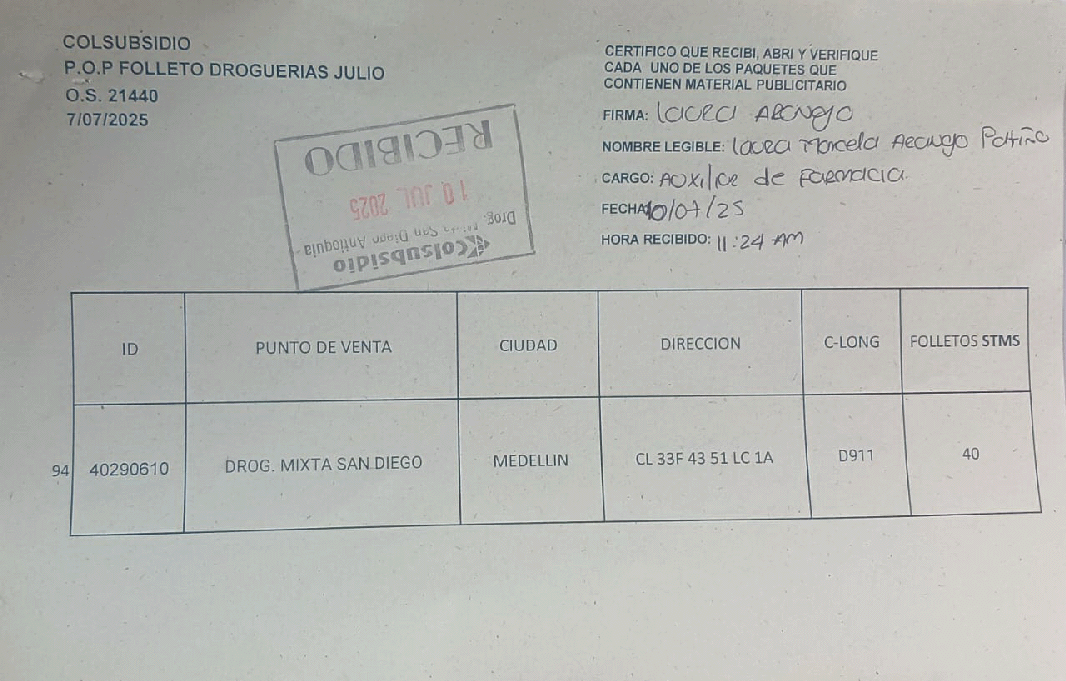 COLSUBSIDIO
P.O.P FOLLETO DROGUERIAS JULIO
O.S. 21440
7/07/2025
CERTIFICO QUE RECIBI, ABRI Y VERIFIQUE
CADA UNO DE LOS PAQUETES QUE
CONTIENEN MATERIAL PUBLICITARIO
FIRMA: Laura Arango
NOMBRE LEGIBLE: Laura Marcela Arango Patiño
CARGO: Auxiliar de Farmacia.
FECHA 10/07/25
HORA RECIBIDO: 11:24 AM
Colsubsidio
Drog. San Diego Antioquia
10 JUL 2025
RECIBIDO
ID PUNTO DE VENTA CIUDAD DIRECCION C-LONG FOLLETOS STMS
94 40290610 DROG. MIXTA SAN DIEGO MEDELLIN CL 33F 43 51 LC 1A D911 40